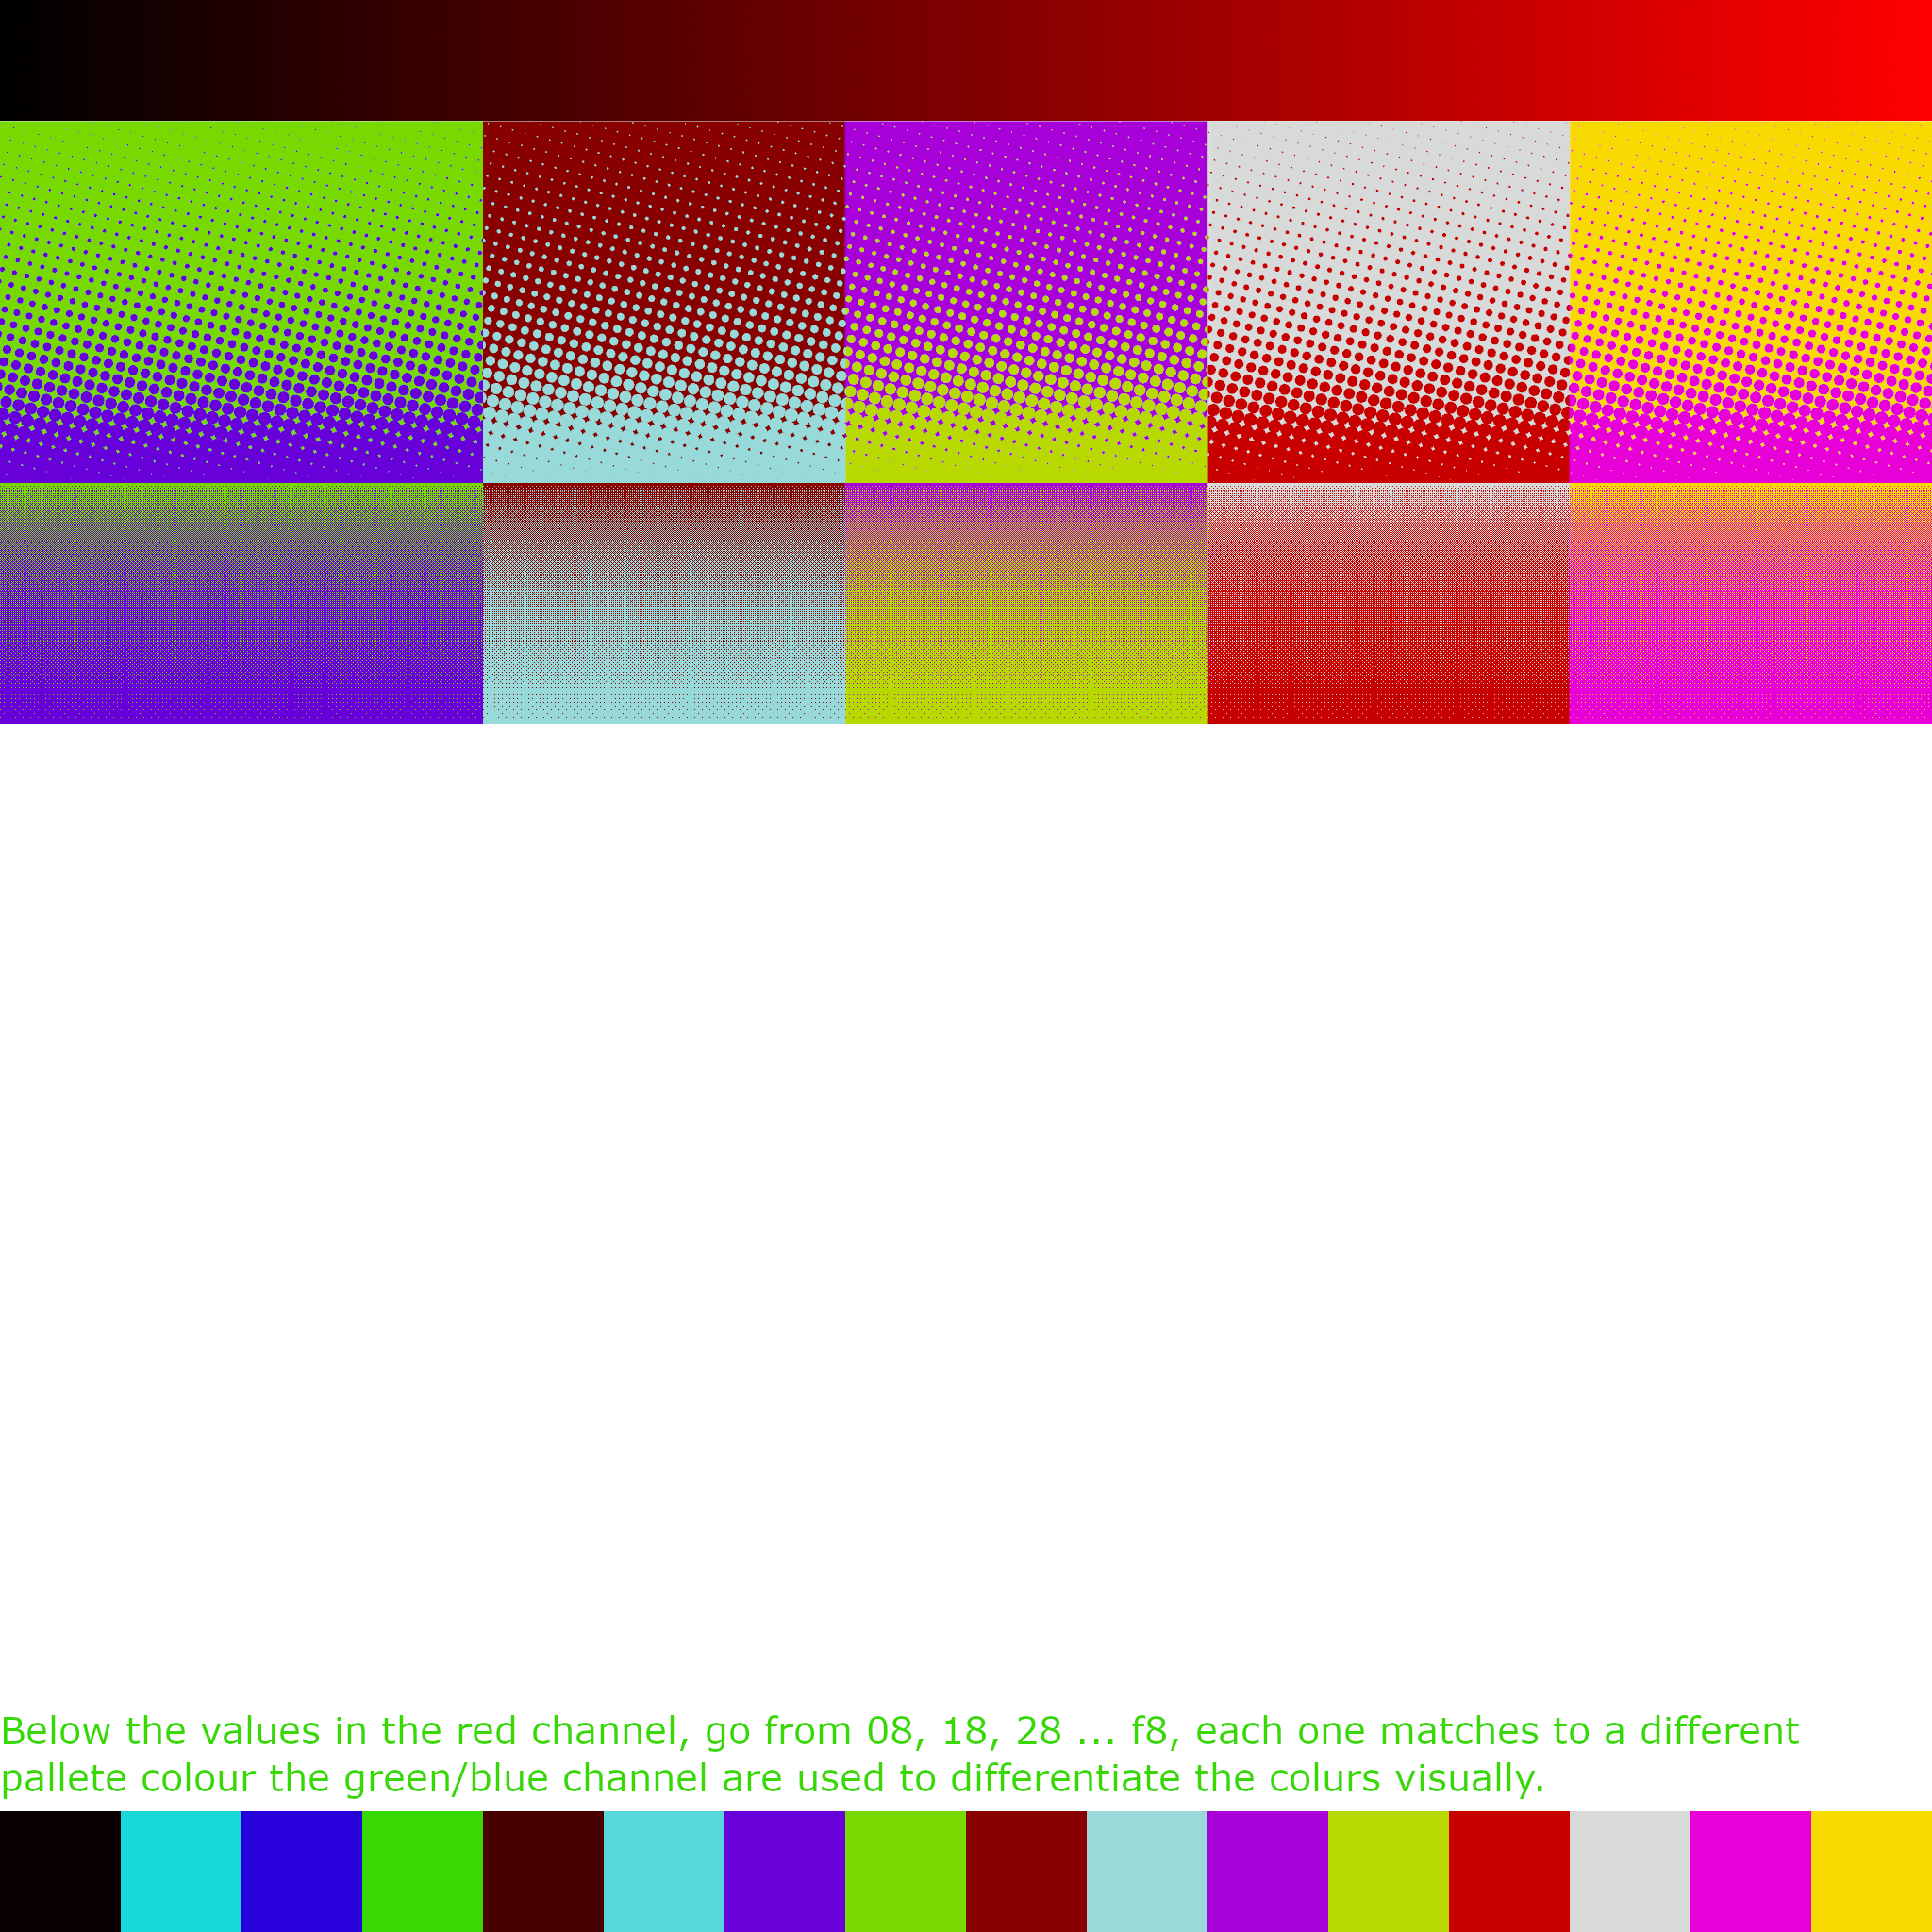 Below the values in the red channel, go from 08, 18, 28 ... f8, each one matches to a different
pallete colour the green/blue channel are used to differentiate the colurs visually.